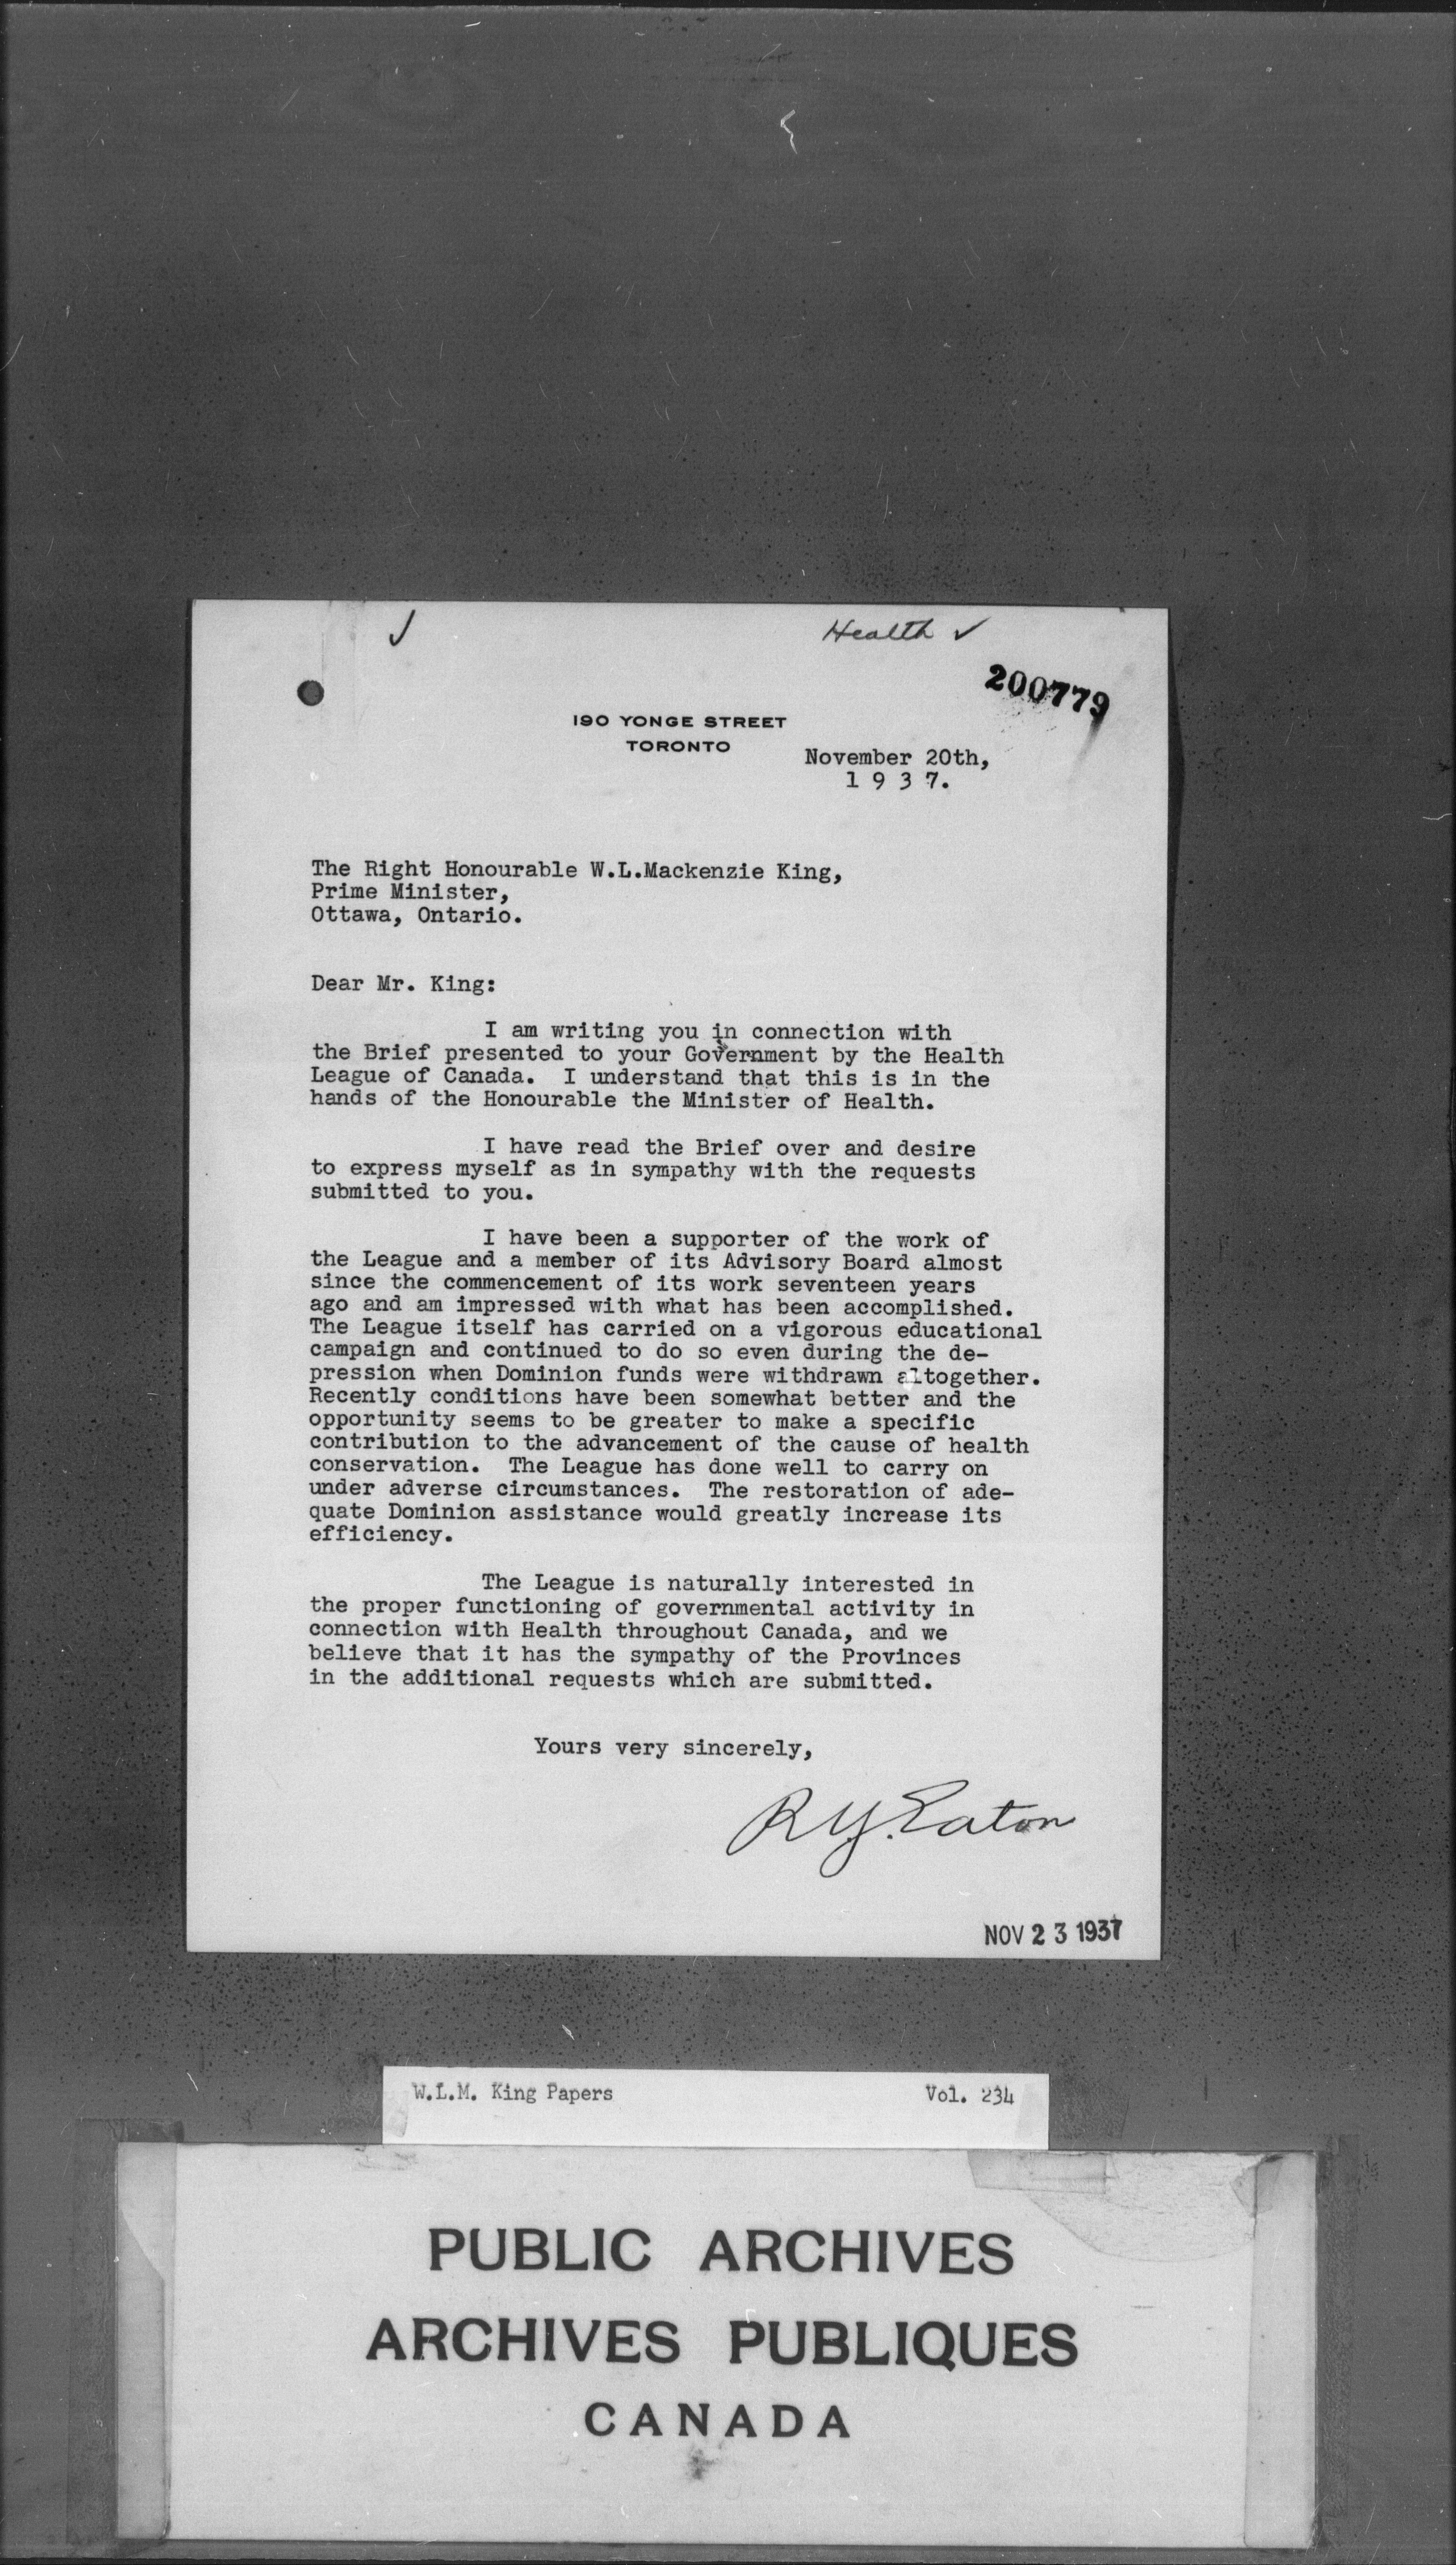 Health ✓
200779
190 YONGE STREET
TORONTO
November 20th,
1 9 3 7.
The Right Honourable W.L.Mackenzie King,
Prime Minister,
Ottawa, Ontario.
Dear Mr. King:
I am writing you in connection with
the Brief presented to your Government by the Health
League of Canada. I understand that this is in the
hands of the Honourable the Minister of Health.
I have read the Brief over and desire
to express myself as in sympathy with the requests
submitted to you.
I have been a supporter of the work of
the League and a member of its Advisory Board almost
since the commencement of its work seventeen years
ago and am impressed with what has been accomplished.
The League itself has carried on a vigorous educational
campaign and continued to do so even during the de-
pression when Dominion funds were withdrawn altogether.
Recently conditions have been somewhat better and the
opportunity seems to be greater to make a specific
contribution to the advancement of the cause of health
conservation. The League has done well to carry on
under adverse circumstances. The restoration of ade-
quate Dominion assistance would greatly increase its
efficiency.
The League is naturally interested in
the proper functioning of governmental activity in
connection with Health throughout Canada, and we
believe that it has the sympathy of the Provinces
in the additional requests which are submitted.
Yours very sincerely,
R Y. Eaton
NOV 23 1937
W.L.M. King Papers Vol. 234
PUBLIC ARCHIVES
ARCHIVES PUBLIQUES
CANADA